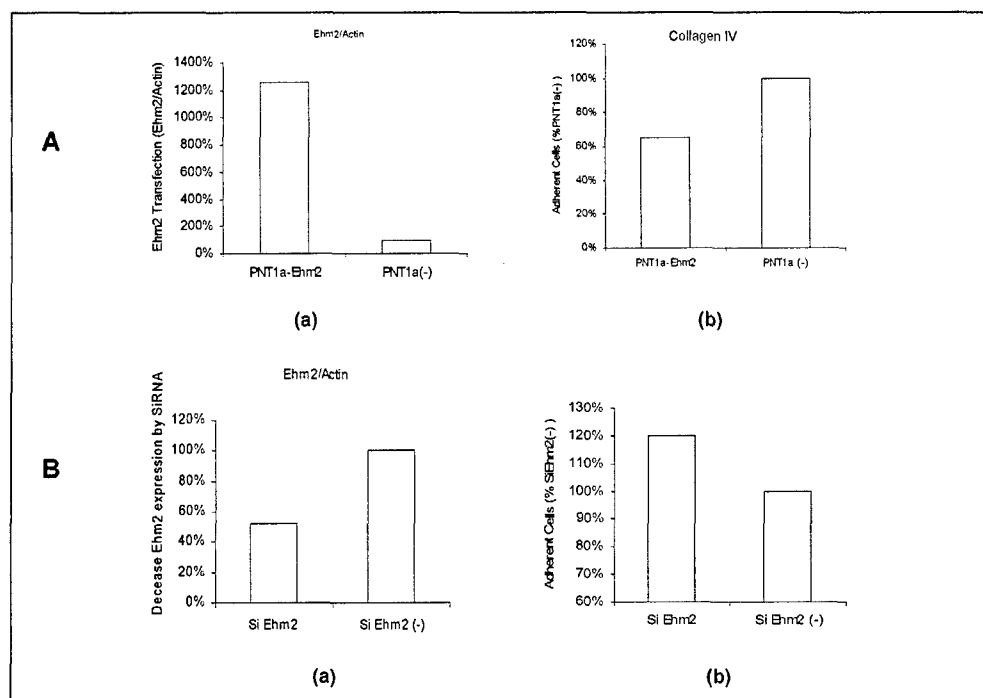 A
Ehm2/Actin
Ehm2 Transfection (Ehm2/Actin)
1400%
1200%
1000%
800%
600%
400%
200%
0%
PNT1a-Ehm2
PNT1a(-)
(a)
Collagen IV
Adherent Cells (%PNT1a(-) )
120%
100%
80%
60%
40%
20%
0%
PNT1a-Ehm2
PNT1a (-)
(b)
B
Ehm2/Actin
Decease Ehm2 expression by SiRNA
120%
100%
80%
60%
40%
20%
0%
Si Ehm2
Si Ehm2 (-)
(a)
Adherent Cells (% SiEhm2(-) )
130%
120%
110%
100%
90%
80%
70%
60%
Si Ehm2
Si Ehm2 (-)
(b)